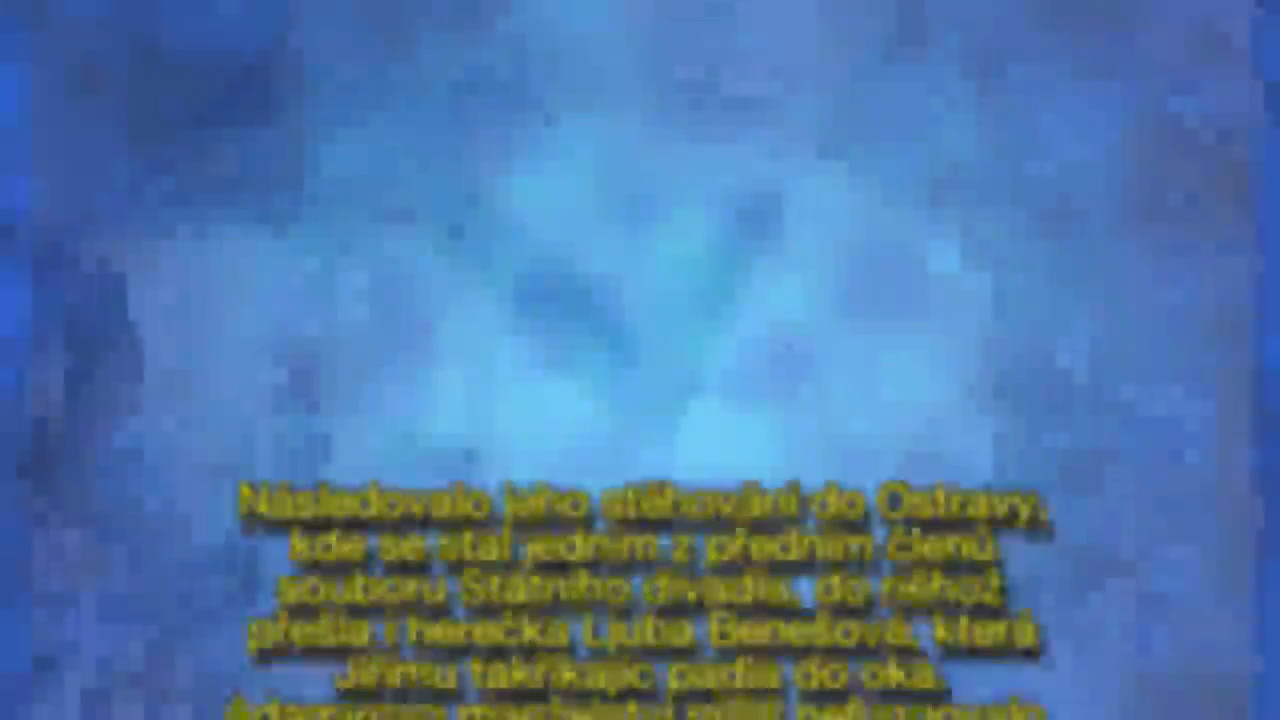 Následovalo jeho stěhování do Ostravy,
kde se stal jedním z předním členů
souboru Státního divadla, do něhož
přešla i herečka Ljuba Benešová, která
Jiřímu takříkajíc padla do oka.